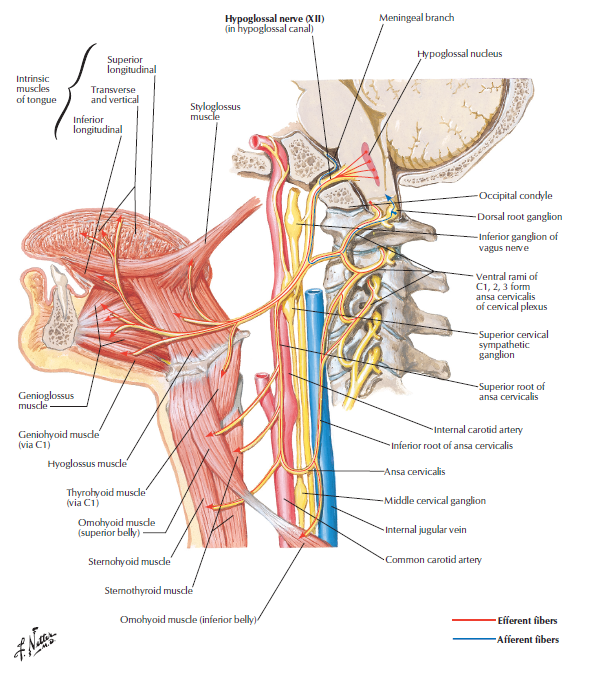 Hypoglossal nerve (XII)
(in hypoglossal canal)
Meningeal branch
Hypoglossal nucleus
Superior
longitudinal
Intrinsic
muscles
of tongue
Transverse
and vertical
Inferior
longitudinal
Styloglossus
muscle
Occipital condyle
Dorsal root ganglion
Inferior ganglion of
vagus nerve
Ventral rami of
C1, 2, 3 form
ansa cervicalis
of cervical plexus
Superior cervical
sympathetic
ganglion
Superior root of
ansa cervicalis
Internal carotid artery
Inferior root of ansa cervicalis
Ansa cervicalis
Middle cervical ganglion
Internal jugular vein
Common carotid artery
Genioglossus
muscle
Geniohyoid muscle
(via C1)
Hyoglossus muscle
Thyrohyoid muscle
(via C1)
Omohyoid muscle
(superior belly)
Sternohyoid muscle
Sternothyroid muscle
Omohyoid muscle (inferior belly)
Efferent fibers
Afferent fibers
F. Netter
M.D.